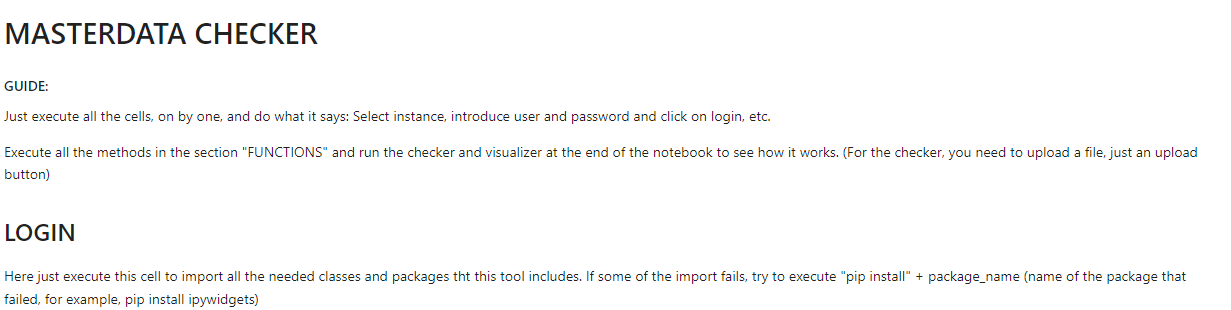 MASTERDATA CHECKER
GUIDE:
Just execute all the cells, on by one, and do what it says: Select instance, introduce user and password and click on login, etc.
Execute all the methods in the section "FUNCTIONS" and run the checker and visualizer at the end of the notebook to see how it works. (For the checker, you need to upload a file, just an upload
button)
LOGIN
Here just execute this cell to import all the needed classes and packages tht this tool includes. If some of the import fails, try to execute "pip install" + package_name (name of the package that
failed, for example, pip install ipywidgets)